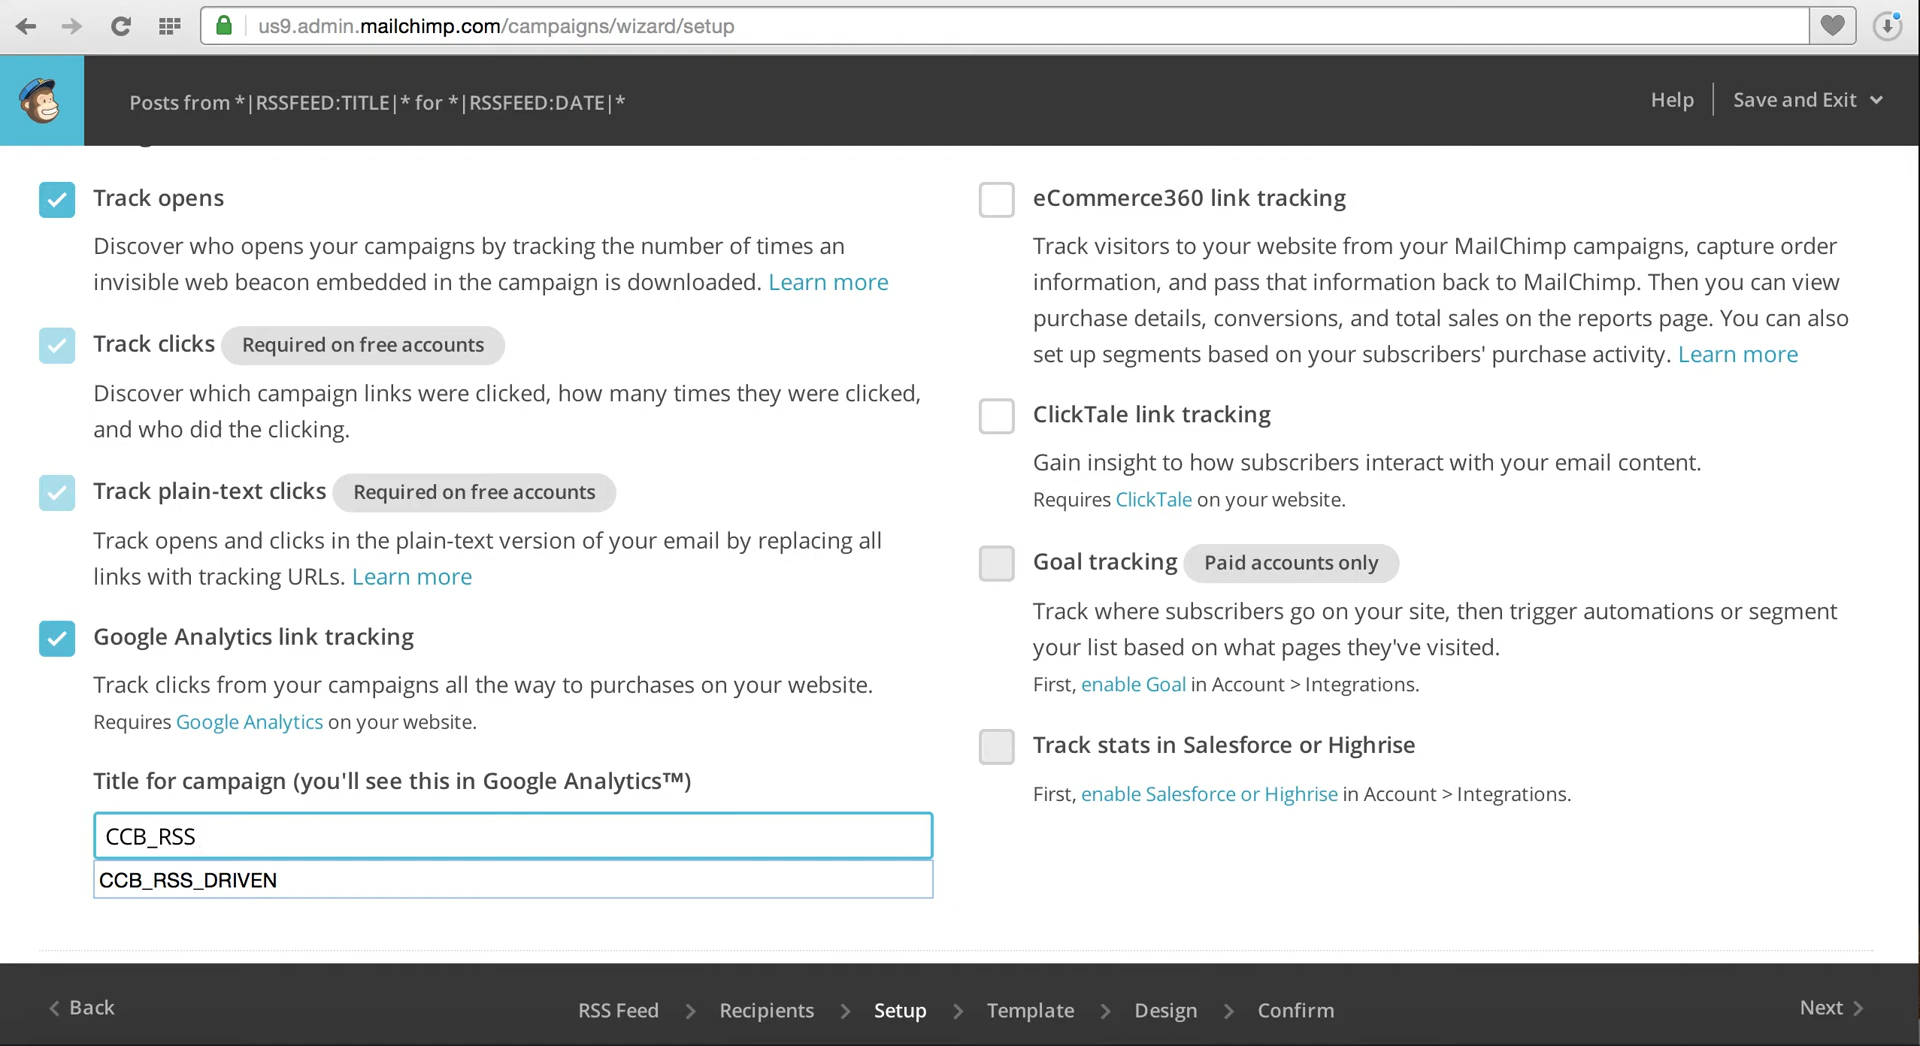 us9.admin.mailchimp.com/campaigns/wizard/setup
Posts from *|RSSFEED:TITLE|* for *|RSSFEED:DATE|*
Help
Save and Exit
Track opens
Discover who opens your campaigns by tracking the number of times an
invisible web beacon embedded in the campaign is downloaded. Learn more
Track clicks Required on free accounts
Discover which campaign links were clicked, how many times they were clicked,
and who did the clicking.
Track plain-text clicks Required on free accounts
Track opens and clicks in the plain-text version of your email by replacing all
links with tracking URLs. Learn more
Google Analytics link tracking
Track clicks from your campaigns all the way to purchases on your website.
Requires Google Analytics on your website.
Title for campaign (you'll see this in Google Analytics™)
CCB_RSS
CCB_RSS_DRIVEN
eCommerce360 link tracking
Track visitors to your website from your MailChimp campaigns, capture order
information, and pass that information back to MailChimp. Then you can view
purchase details, conversions, and total sales on the reports page. You can also
set up segments based on your subscribers' purchase activity. Learn more
ClickTale link tracking
Gain insight to how subscribers interact with your email content.
Requires ClickTale on your website.
Goal tracking Paid accounts only
Track where subscribers go on your site, then trigger automations or segment
your list based on what pages they've visited.
First, enable Goal in Account > Integrations.
Track stats in Salesforce or Highrise
First, enable Salesforce or Highrise in Account > Integrations.
Back
RSS Feed
Recipients
Setup
Template
Design
Confirm
Next